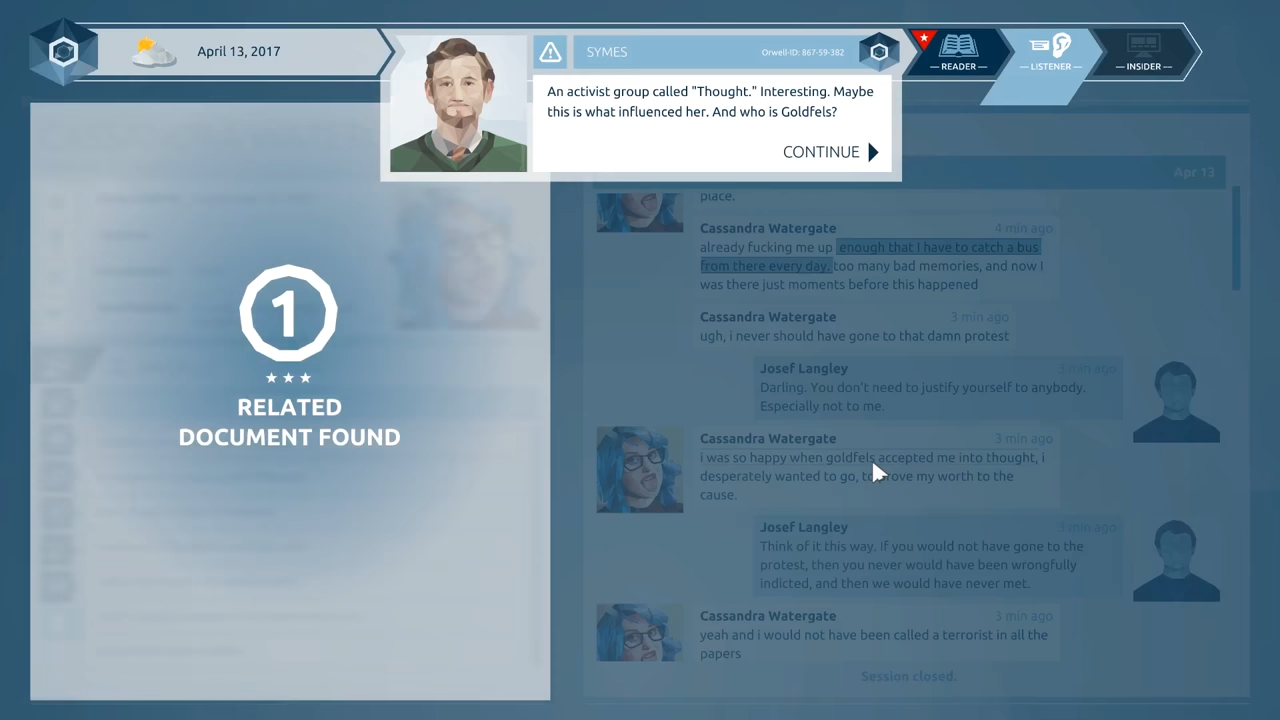 April 13, 2017
SYMES
Orwell-ID: 867-59-382
An activist group called "Thought." Interesting. Maybe
this is what influenced her. And who is Goldfels?
CONTINUE
— READER —
— LISTENER —
— INSIDER —
1
RELATED
DOCUMENT FOUND
Apr 13
place.
Cassandra Watergate 4 min ago
already fucking me up enough that I have to catch a bus
from there every day. too many bad memories, and now I
was there just moments before this happened
Cassandra Watergate 3 min ago
ugh, i never should have gone to that damn protest
Josef Langley 3 min ago
Darling. You don't need to justify yourself to anybody.
Especially not to me.
Cassandra Watergate 3 min ago
i was so happy when goldfels accepted me into thought, i
desperately wanted to go, to prove my worth to the
cause.
Josef Langley 3 min ago
Think of it this way. If you would not have gone to the
protest, then you never would have been wrongfully
indicted, and then we would have never met.
Cassandra Watergate 3 min ago
yeah and i would not have been called a terrorist in all the
papers
Session closed.